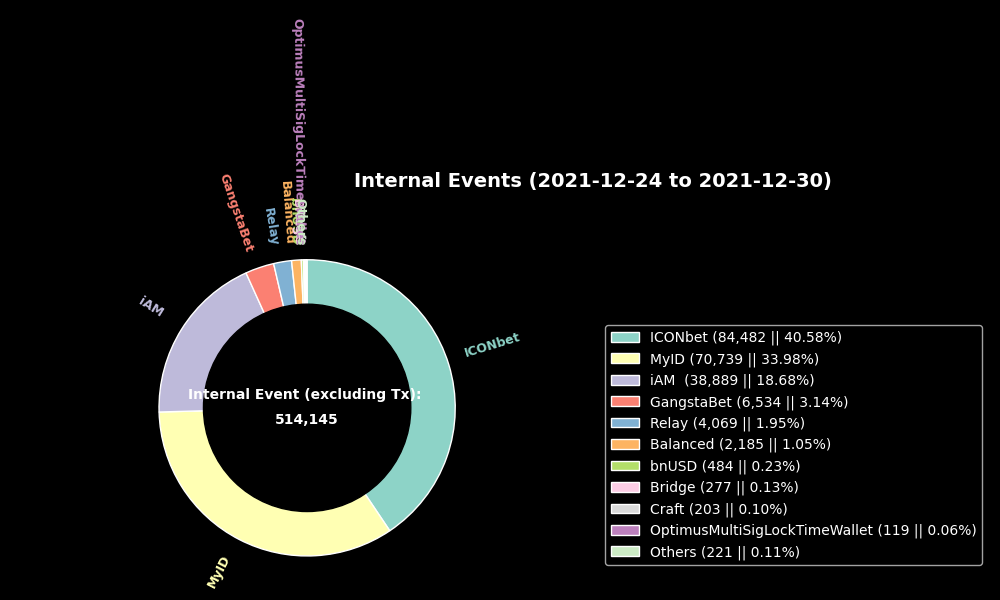 OptimusMultiSigLockTime
Internal Events (2021-12-24 to 2021-12-30)
GangstaBet
Relay
Balanced
Others
iAM
ICONbet
MyID
Internal Event (excluding Tx):
514,145
ICONbet (84,482 || 40.58%)
MyID (70,739 || 33.98%)
iAM  (38,889 || 18.68%)
GangstaBet (6,534 || 3.14%)
Relay (4,069 || 1.95%)
Balanced (2,185 || 1.05%)
bnUSD (484 || 0.23%)
Bridge (277 || 0.13%)
Craft (203 || 0.10%)
OptimusMultiSigLockTimeWallet (119 || 0.06%)
Others (221 || 0.11%)